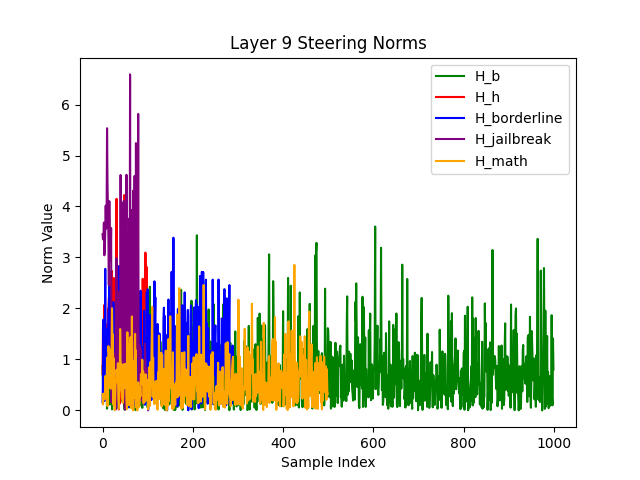 Layer 9 Steering Norms
H_b
H_h
H_borderline
H_jailbreak
H_math
Norm Value
6
5
4
3
2
1
0
0 200 400 600 800 1000
Sample Index